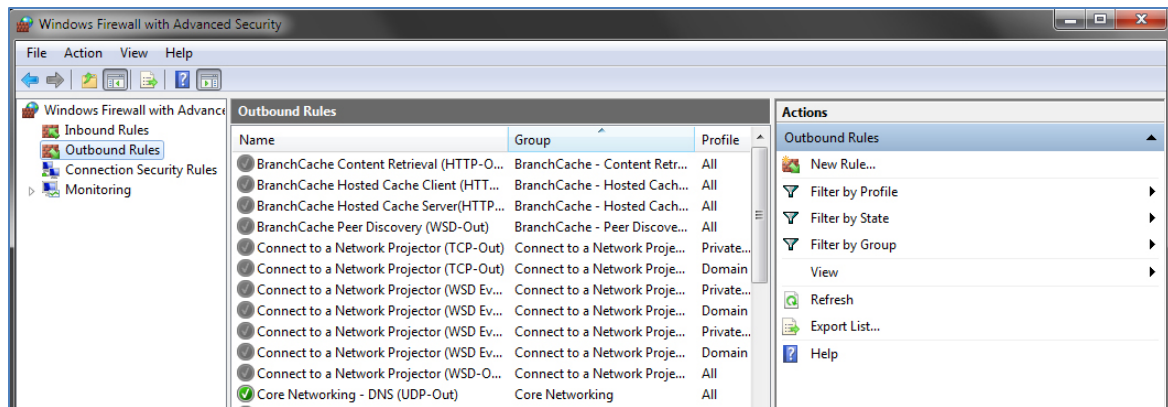 Windows Firewall with Advanced Security
File Action View Help
Windows Firewall with Advance
Inbound Rules
Outbound Rules
Connection Security Rules
Monitoring
Outbound Rules
Name Group Profile
BranchCache Content Retrieval (HTTP-O... BranchCache - Content Retr... All
BranchCache Hosted Cache Client (HTT... BranchCache - Hosted Cach... All
BranchCache Hosted Cache Server(HTTP... BranchCache - Hosted Cach... All
BranchCache Peer Discovery (WSD-Out) BranchCache - Peer Discove... All
Connect to a Network Projector (TCP-Out) Connect to a Network Proje... Private...
Connect to a Network Projector (TCP-Out) Connect to a Network Proje... Domain
Connect to a Network Projector (WSD Ev... Connect to a Network Proje... Private...
Connect to a Network Projector (WSD Ev... Connect to a Network Proje... Domain
Connect to a Network Projector (WSD Ev... Connect to a Network Proje... Private...
Connect to a Network Projector (WSD Ev... Connect to a Network Proje... Domain
Connect to a Network Projector (WSD-O... Connect to a Network Proje... All
Core Networking - DNS (UDP-Out) Core Networking All
Actions
Outbound Rules
New Rule...
Filter by Profile
Filter by State
Filter by Group
View
Refresh
Export List...
Help